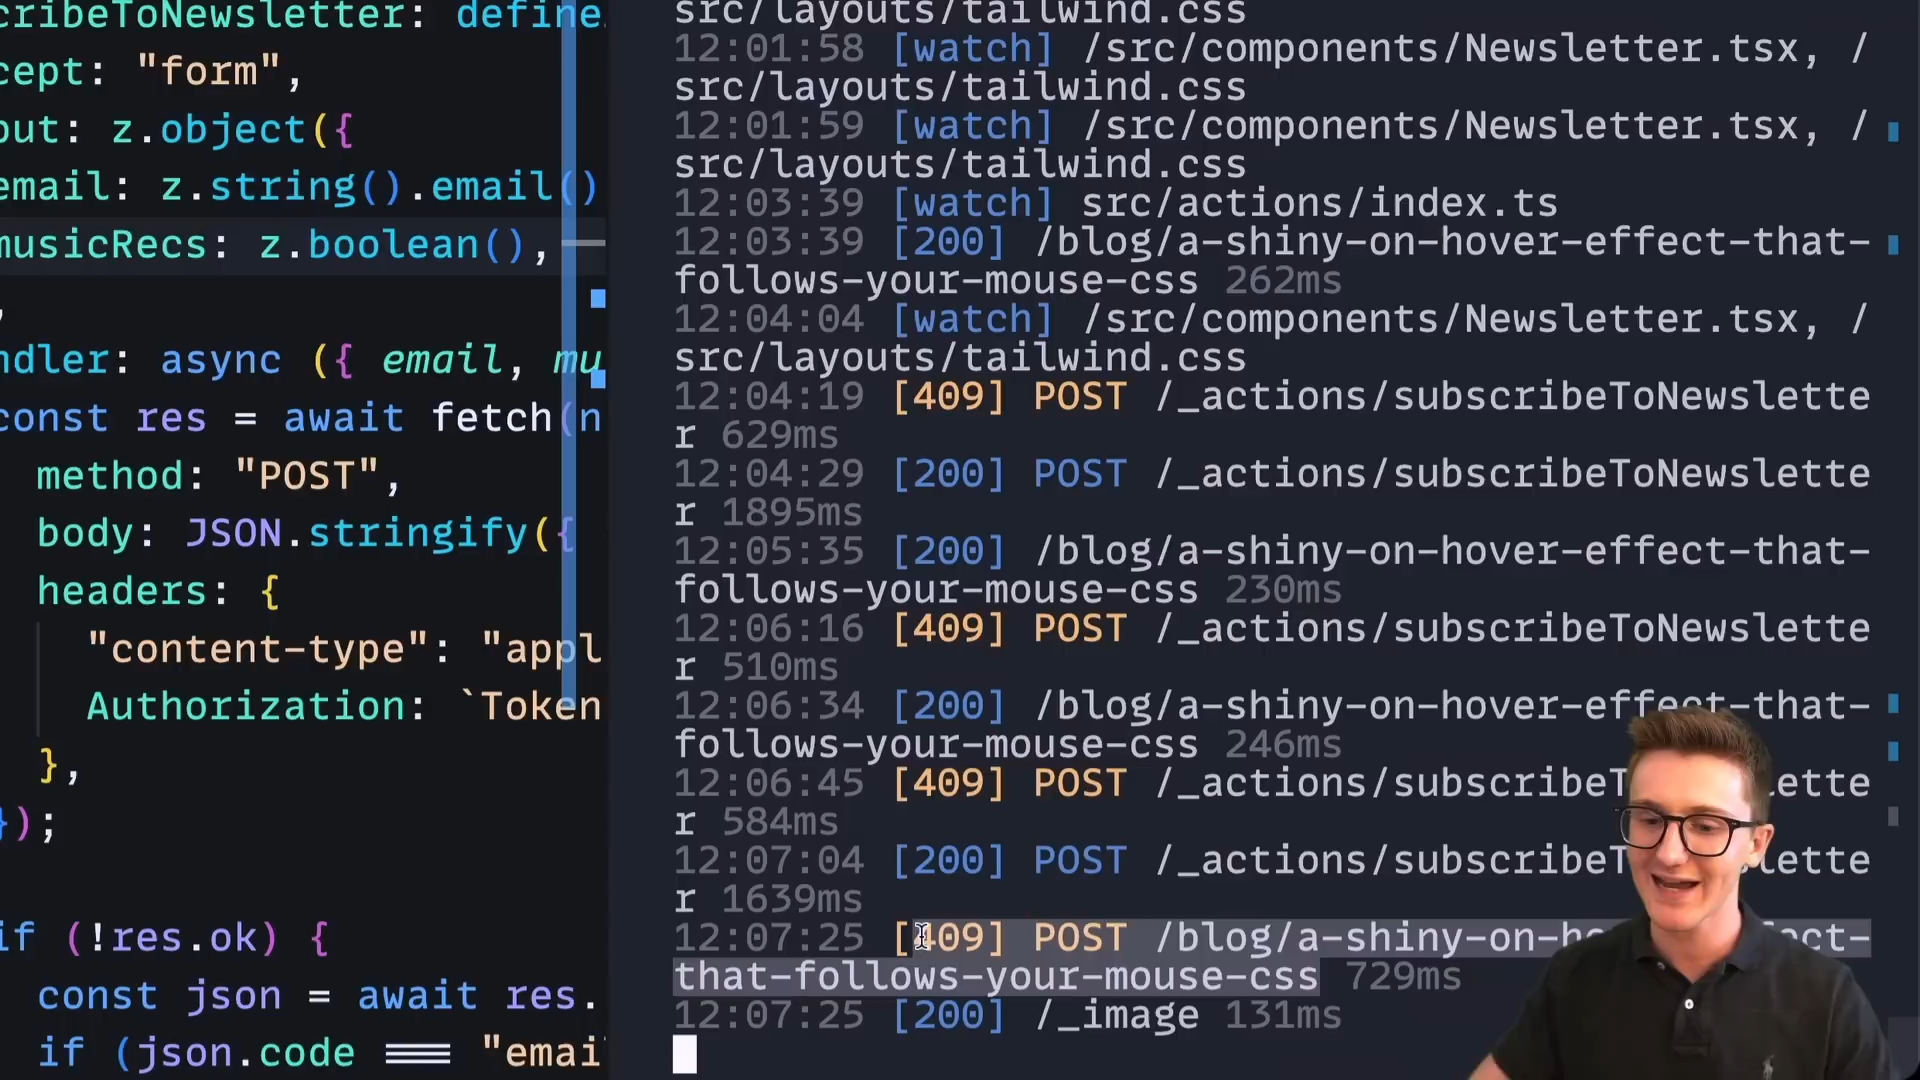 cribeToNewsletter: define
cept: "form",
put: z.object({
email: z.string().email()
musicRecs: z.boolean(),
,
ndler: async ({ email, mu
const res = await fetch(n
method: "POST",
body: JSON.stringify({
headers: {
"content-type": "appl
Authorization: `Token
},
});
if (!res.ok) {
const json = await res.
if (json.code === "emai
src/layouts/tailwind.css
12:01:58 [watch] /src/components/Newsletter.tsx, /
src/layouts/tailwind.css
12:01:59 [watch] /src/components/Newsletter.tsx, /
src/layouts/tailwind.css
12:03:39 [watch] src/actions/index.ts
12:03:39 [200] /blog/a-shiny-on-hover-effect-that-
follows-your-mouse-css 262ms
12:04:04 [watch] /src/components/Newsletter.tsx, /
src/layouts/tailwind.css
12:04:19 [409] POST /_actions/subscribeToNewslette
r 629ms
12:04:29 [200] POST /_actions/subscribeToNewslette
r 1895ms
12:05:35 [200] /blog/a-shiny-on-hover-effect-that-
follows-your-mouse-css 230ms
12:06:16 [409] POST /_actions/subscribeToNewslette
r 510ms
12:06:34 [200] /blog/a-shiny-on-hover-effect-that-
follows-your-mouse-css 246ms
12:06:45 [409] POST /_actions/subscribeT lette
r 584ms
12:07:04 [200] POST /_actions/subscribeT lette
r 1639ms
12:07:25 [409] POST /blog/a-shiny-on-ho ect-
that-follows-your-mouse-css 729ms
12:07:25 [200] /_image 131ms